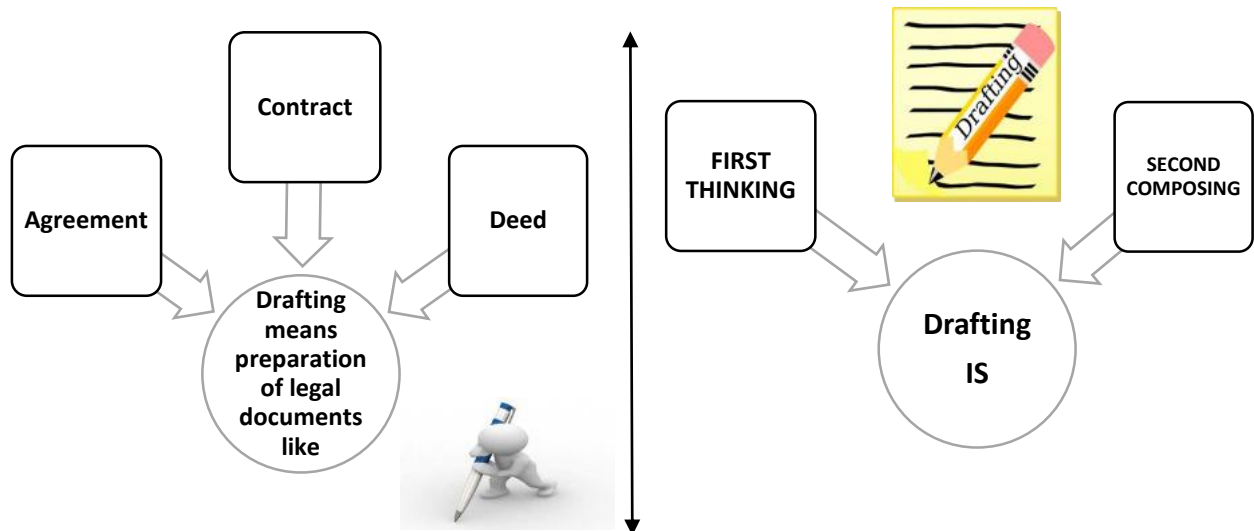 Contract
Agreement
Deed
Drafting
means
preparation
of legal
documents
like
Drafting
FIRST
THINKING
SECOND
COMPOSING
Drafting
IS